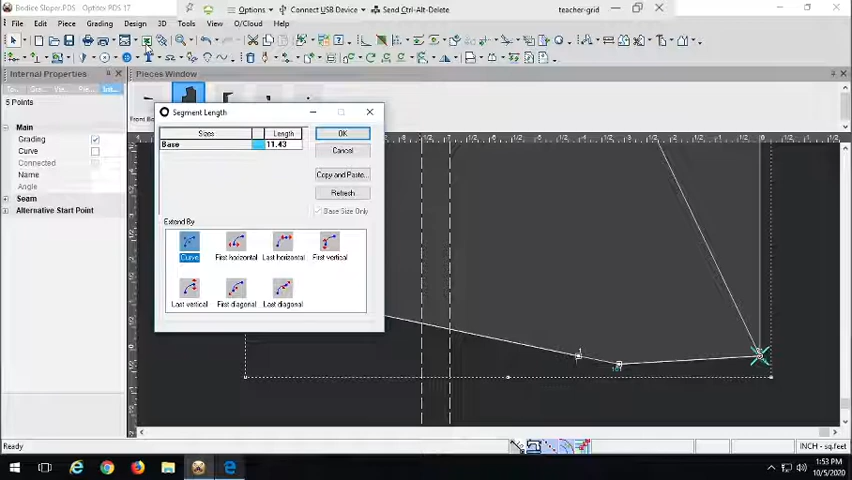 Bodice Sloper.PDS - Optitex PDS 17
Options
Connect USB Device
Send Ctrl-Alt-Delete
teacher-grid
File Edit Piece Grading Design 3D Tools View O/Cloud Help
Internal Properties
Pieces Window
5 Points
Main
Grading
Curve
Connected
Name
Angle
Seam
Alternative Start Point
Segment Length
Sizes Length
Base 11.43
OK
Cancel
Copy and Paste...
Refresh
Base Size Only
Extend By
Curve First horizontal Last horizontal First vertical
Last vertical First diagonal Last diagonal
Ready
INCH - sq.feet
1:53 PM
10/5/2020